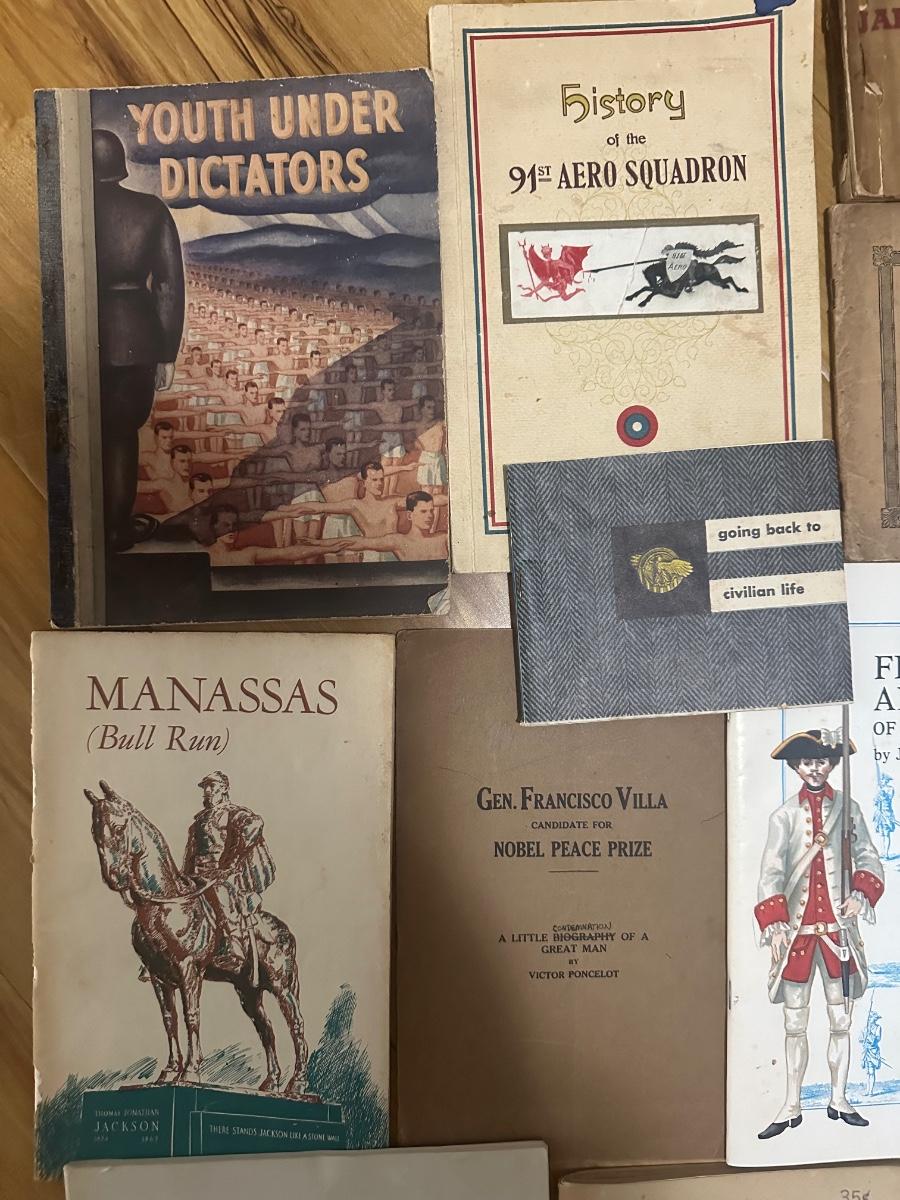 YOUTH UNDER
DICTATORS
History
of the
91ST AERO SQUADRON
91st
AERO
going back to
civilian life
MANASSAS
(Bull Run)
THOMAS JONATHAN
JACKSON
1824 1863
THERE STANDS JACKSON LIKE A STONE WALL
GEN. FRANCISCO VILLA
CANDIDATE FOR
NOBEL PEACE PRIZE
CONDEMNATION
A LITTLE BIOGRAPHY OF A
GREAT MAN
BY
VICTOR PONCELOT
OF
by J
35¢